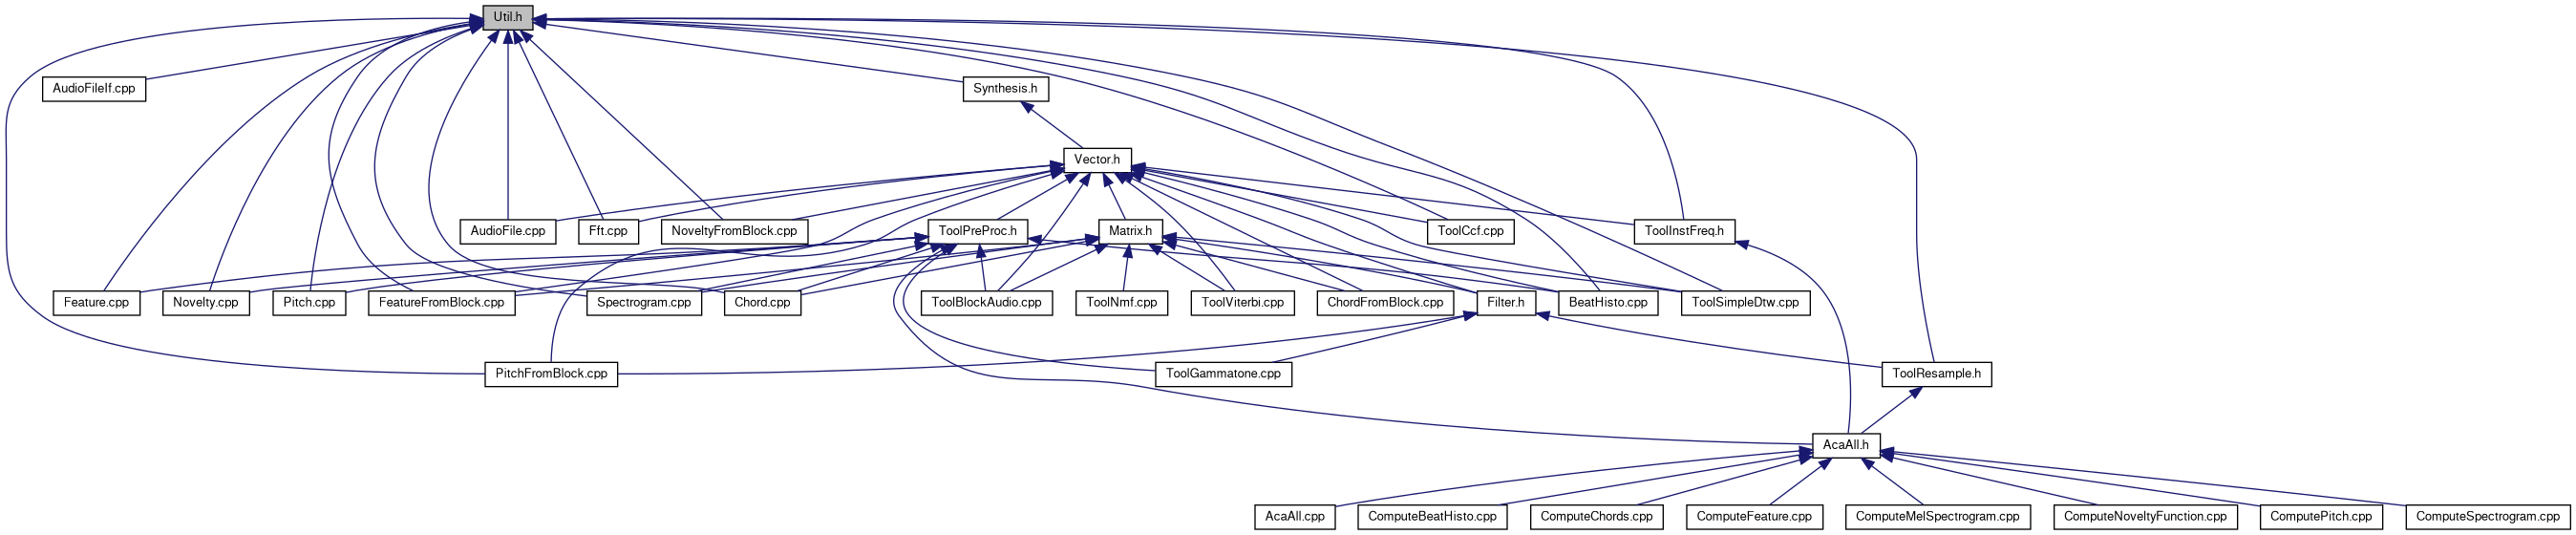 Util.h
AudioFileIf.cpp
Synthesis.h
Vector.h
AudioFile.cpp
Fft.cpp
NoveltyFromBlock.cpp
ToolPreProc.h
Matrix.h
ToolCcf.cpp
ToolInstFreq.h
Feature.cpp
Novelty.cpp
Pitch.cpp
FeatureFromBlock.cpp
Spectrogram.cpp
Chord.cpp
ToolBlockAudio.cpp
ToolNmf.cpp
ToolViterbi.cpp
ChordFromBlock.cpp
Filter.h
BeatHisto.cpp
ToolSimpleDtw.cpp
PitchFromBlock.cpp
ToolGammatone.cpp
ToolResample.h
AcaAll.h
AcaAll.cpp
ComputeBeatHisto.cpp
ComputeChords.cpp
ComputeFeature.cpp
ComputeMelSpectrogram.cpp
ComputeNoveltyFunction.cpp
ComputePitch.cpp
ComputeSpectrogram.cpp